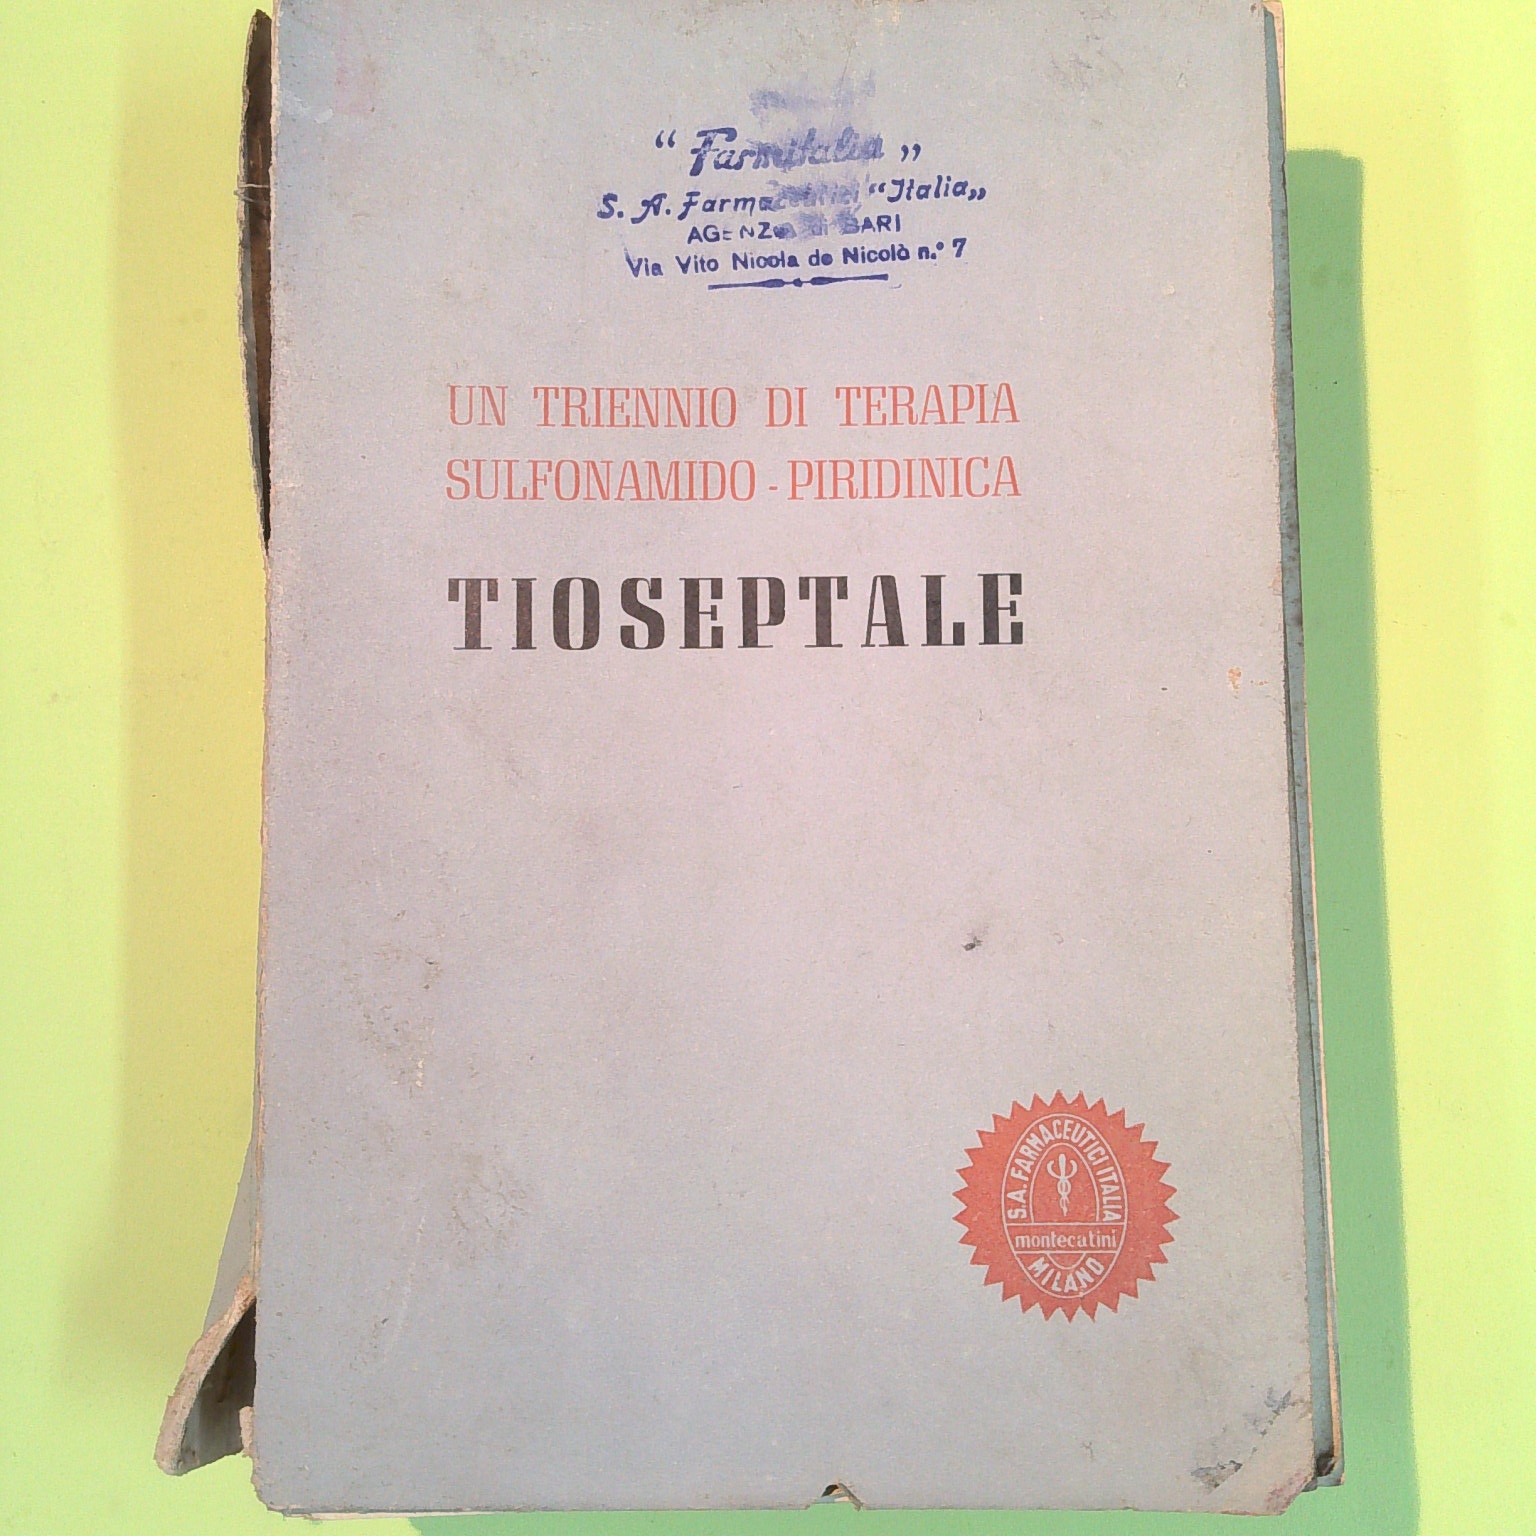 “ Farmitalia „
S. A. Farmaceutici “Italia„
AGENZIA di BARI
Via Vito Nicola de Nicolò n.° 7
UN TRIENNIO DI TERAPIA
SULFONAMIDO - PIRIDINICA
TIOSEPTALE
S.A. FARMACEUTICI ITALIA
montecatini
MILANO